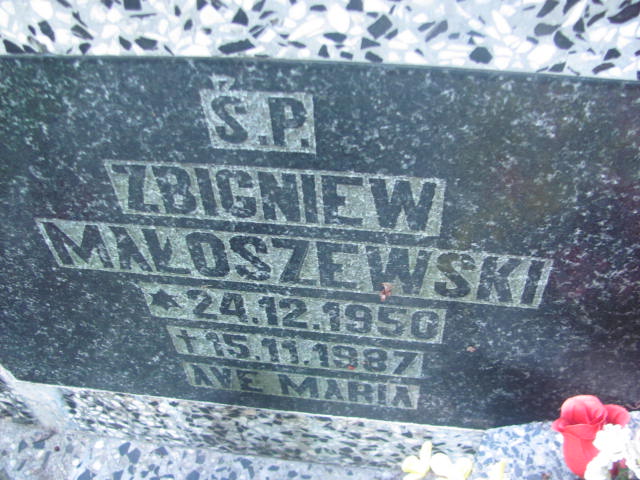 Ś.P.
ZBIGNIEW
MAŁOSZEWSKI
★24.12.1950
†15.11.1987
AVE MARIA